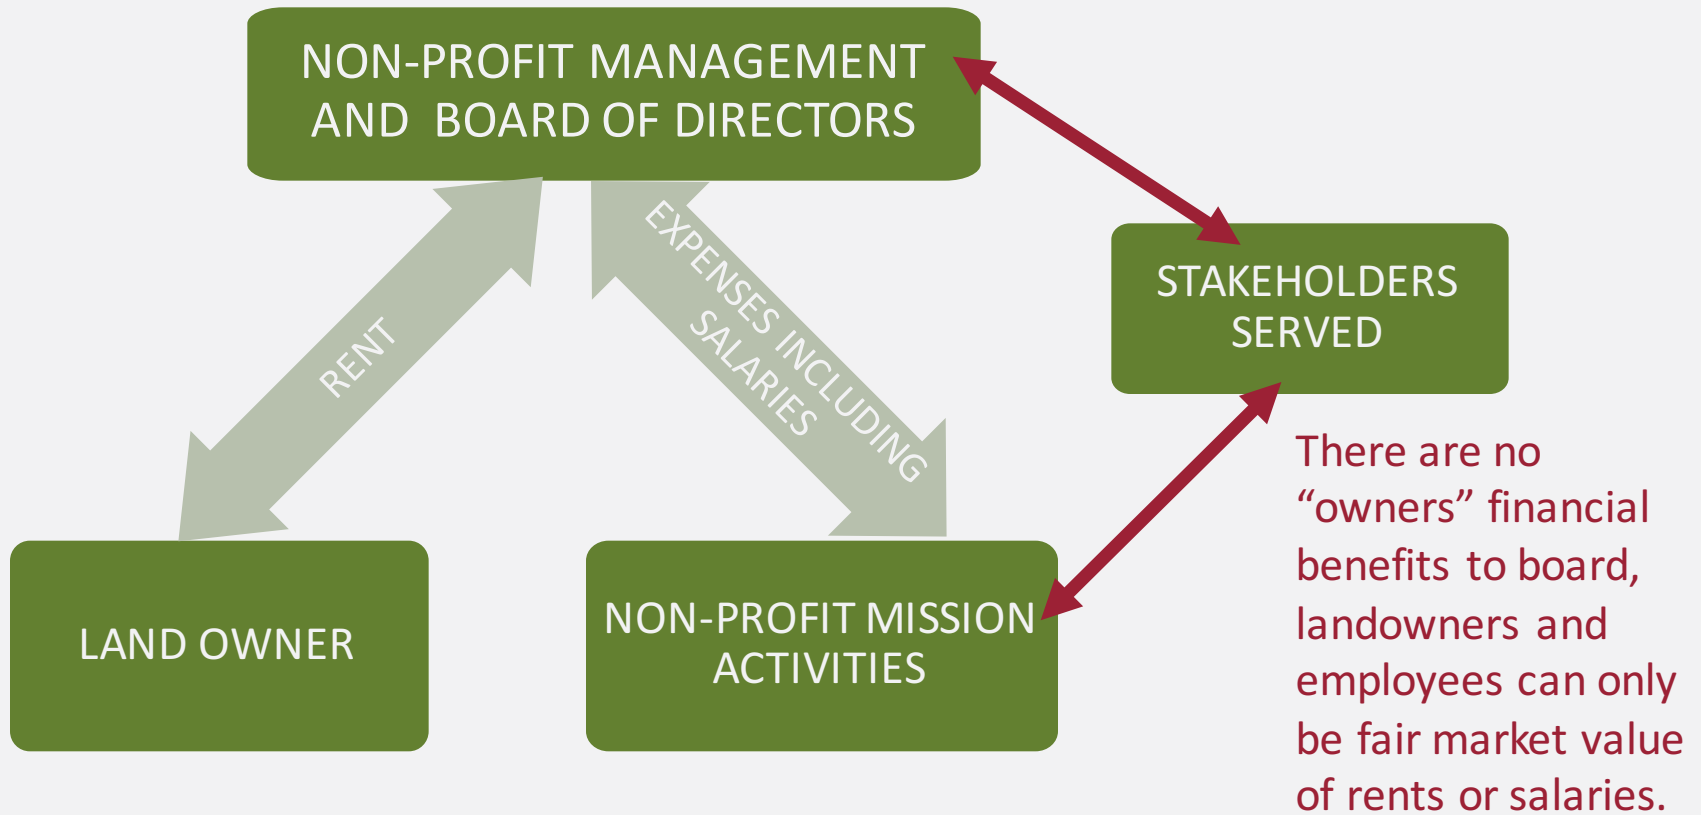 NON-PROFIT MANAGEMENT
AND BOARD OF DIRECTORS
RENT
EXPENSES INCLUDING
SALARIES
STAKEHOLDERS
SERVED
LAND OWNER
NON-PROFIT MISSION
ACTIVITIES
There are no
“owners” financial
benefits to board,
landowners and
employees can only
be fair market value
of rents or salaries.